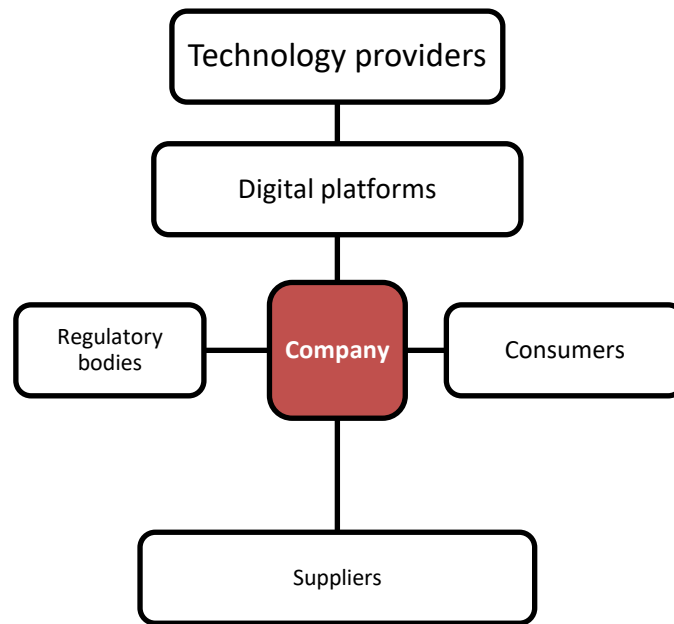 Technology providers
Digital platforms
Regulatory
bodies
Company
Consumers
Suppliers